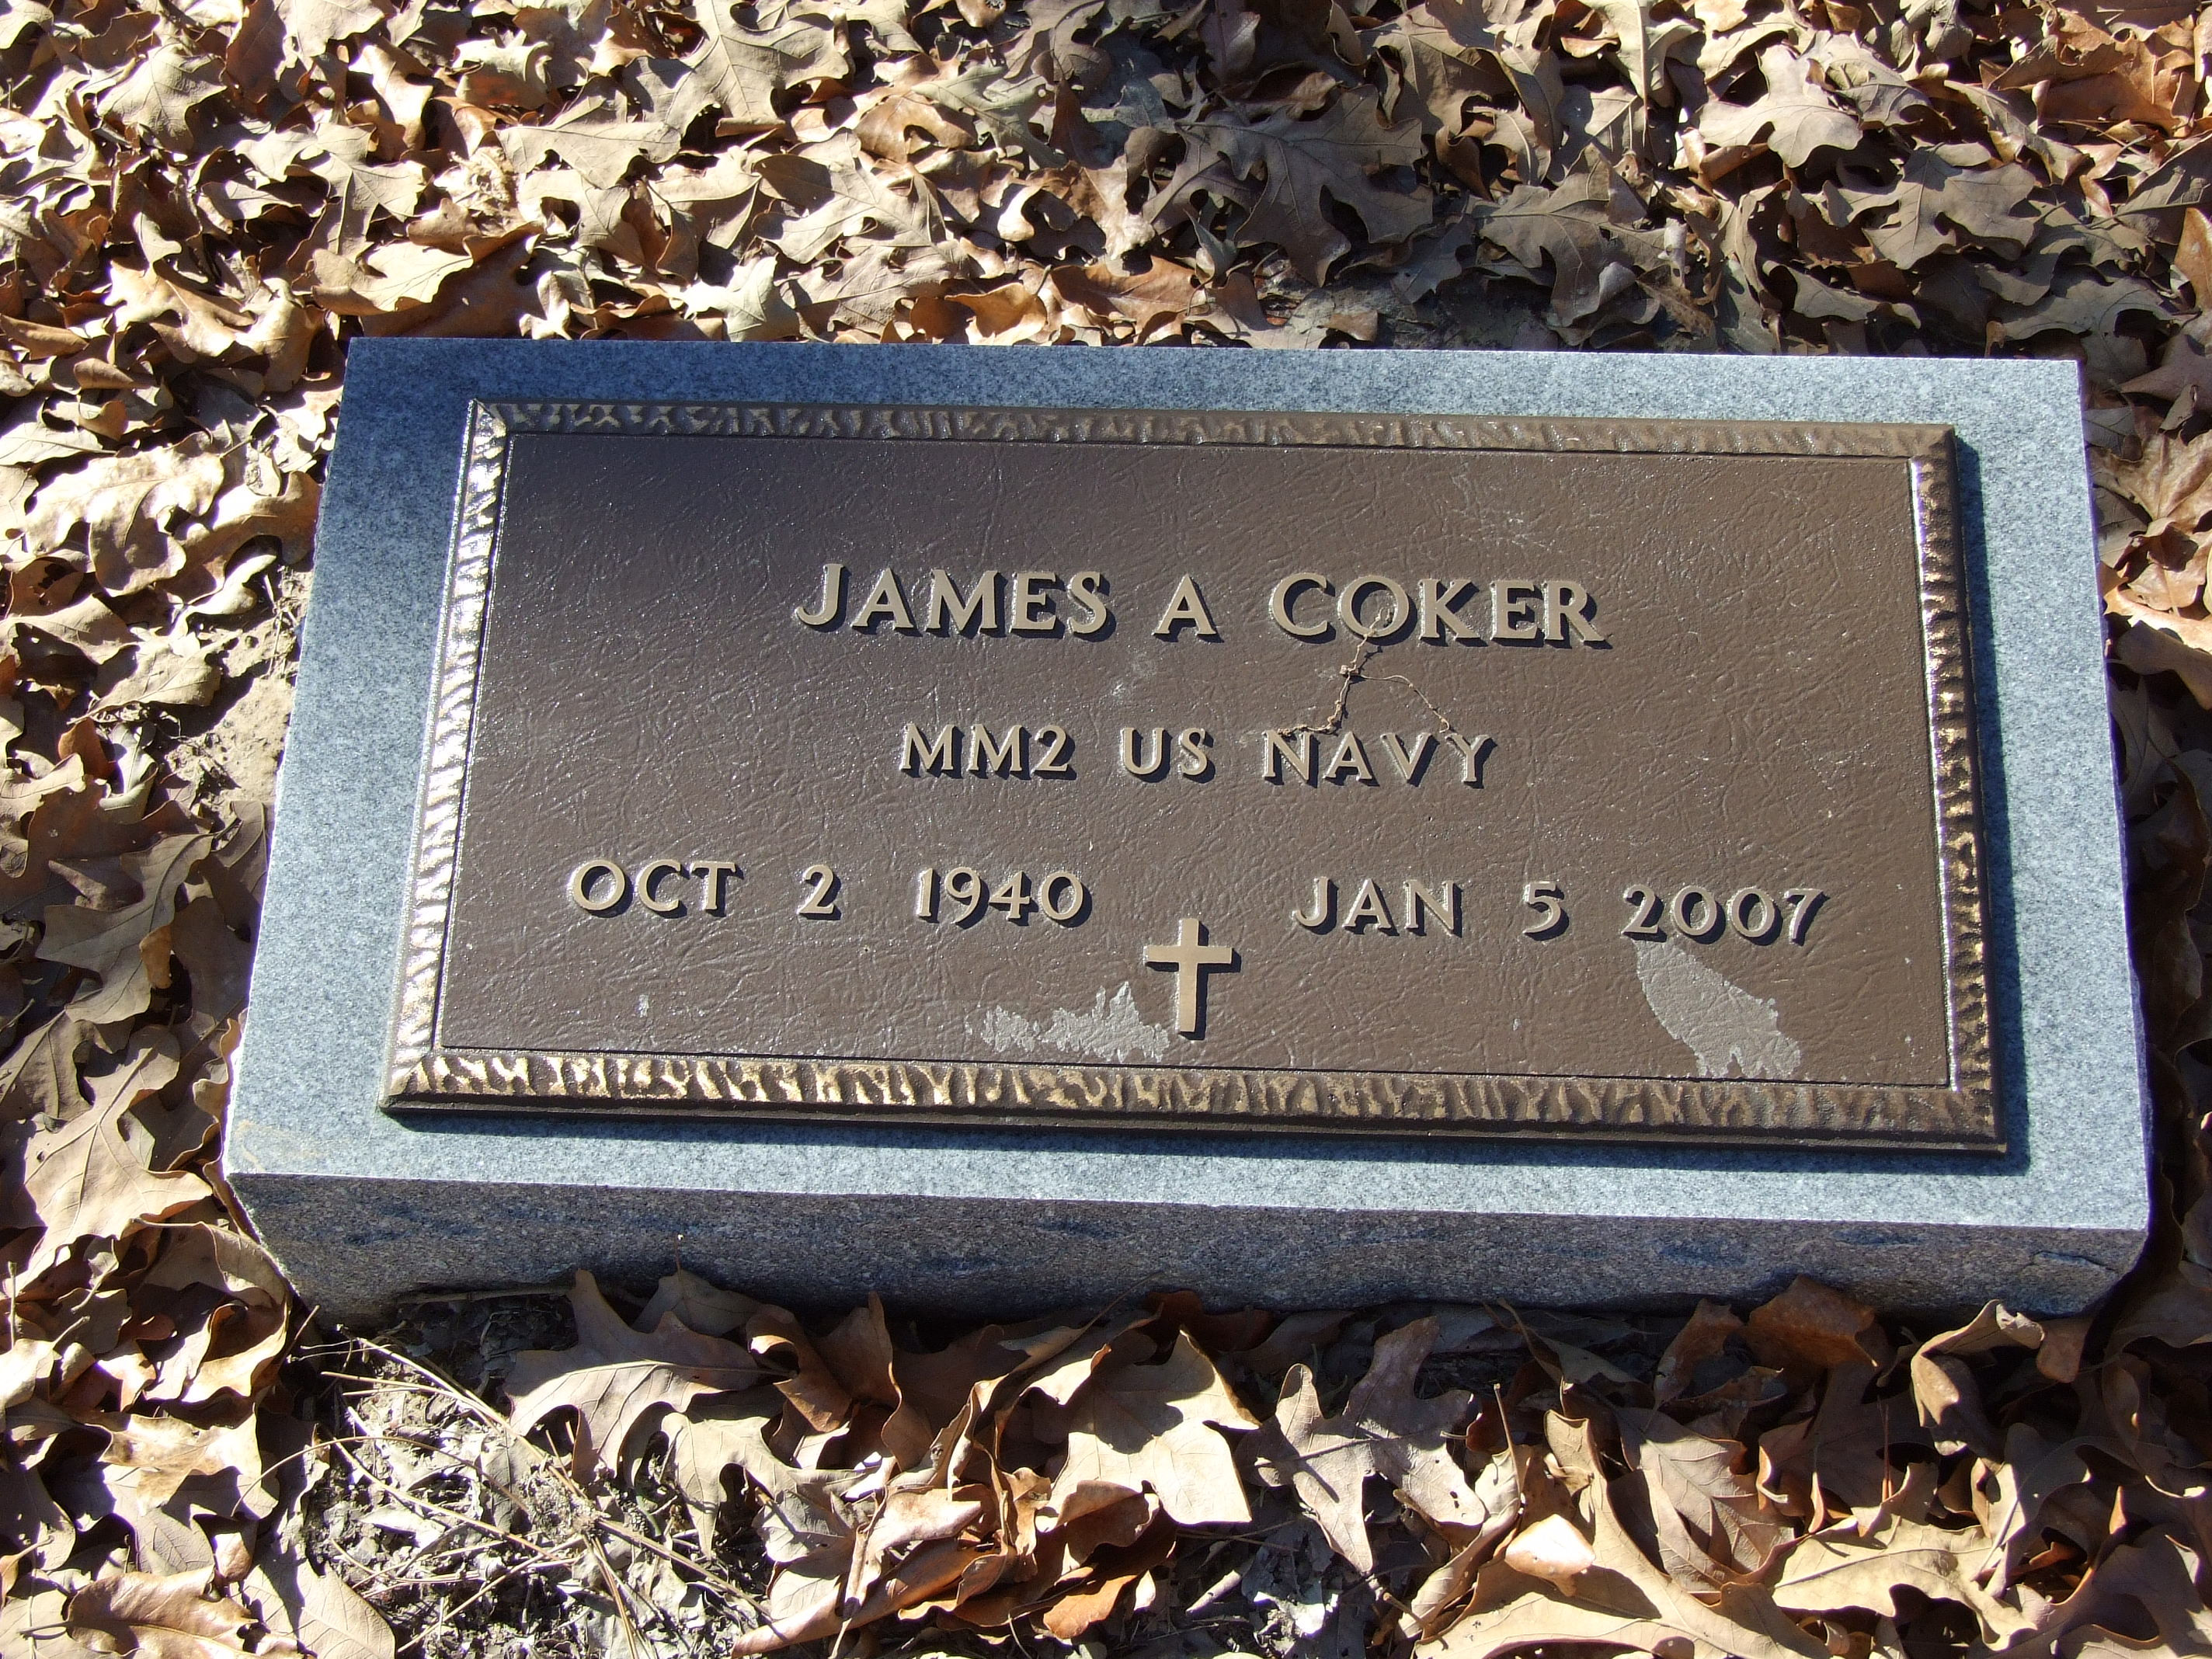 JAMES A COKER
MM2 US NAVY
OCT 2 1940 JAN 5 2007